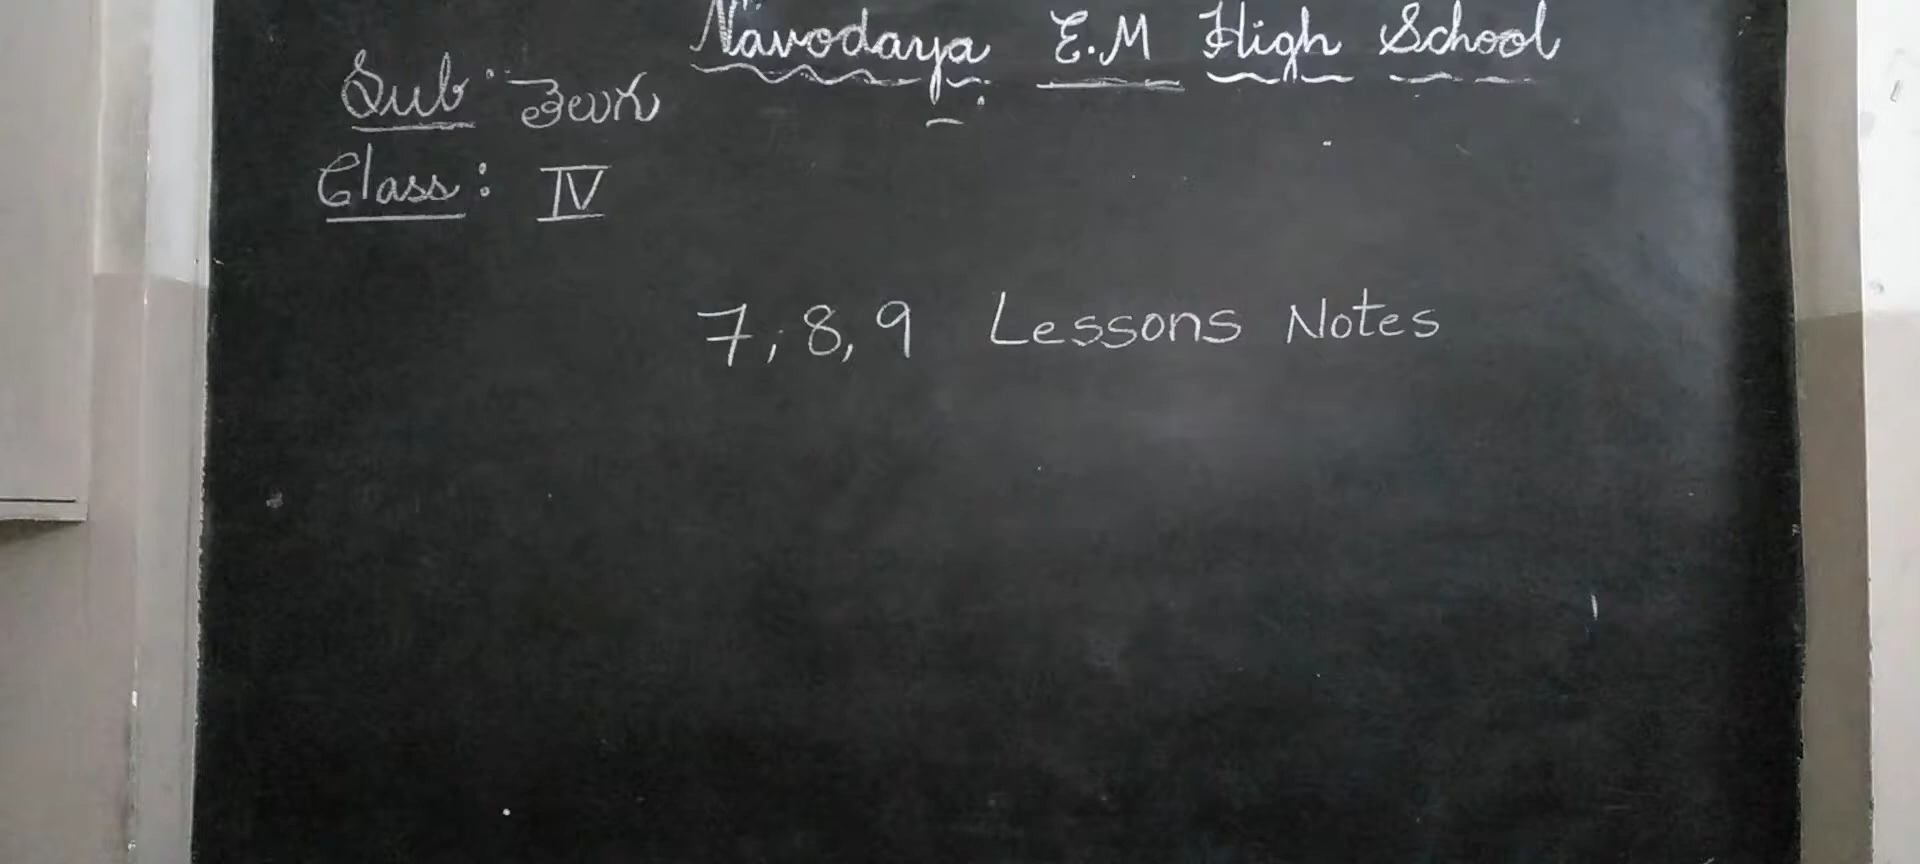 Navodaya E.M High School
Sub : తెలుగు
Class : IV
7, 8, 9 Lessons Notes